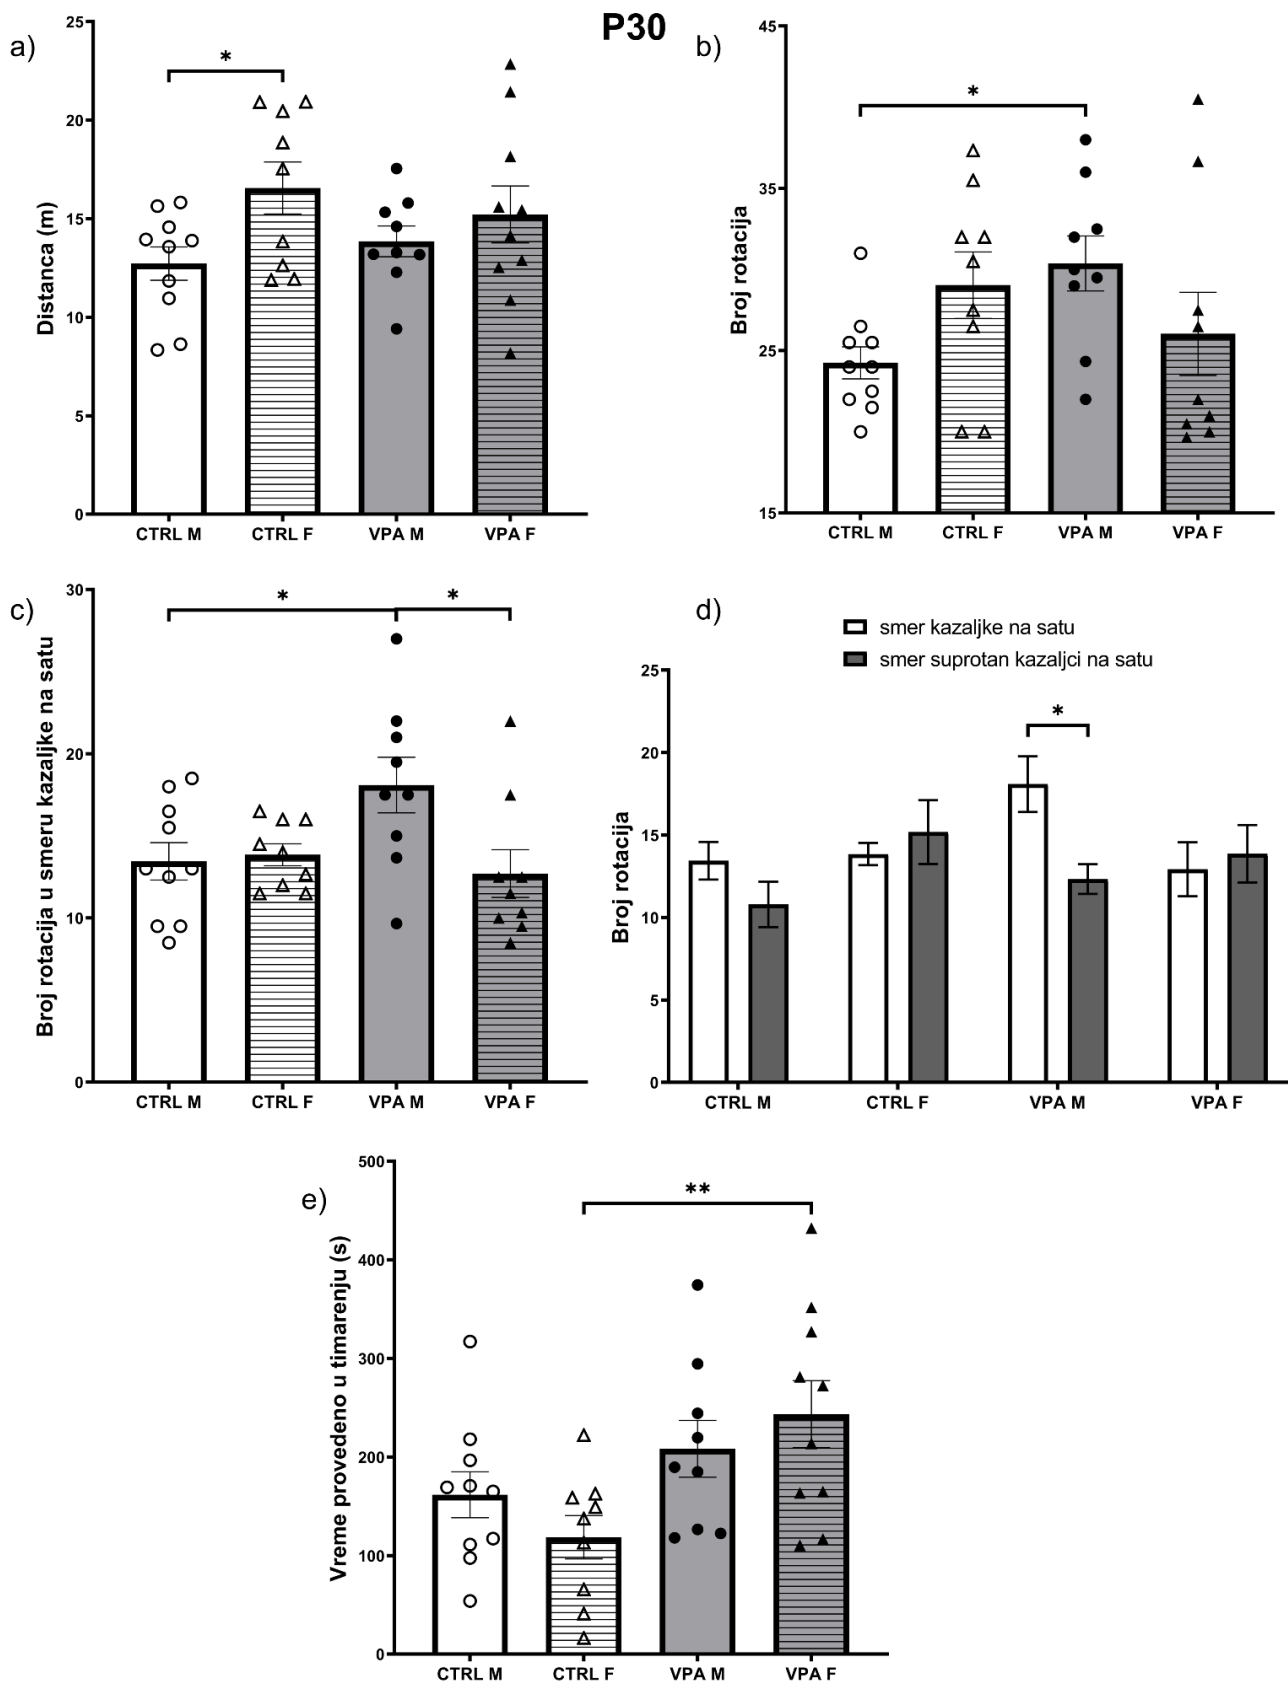 P30
a)
*
Distanca (m)
25
20
15
10
5
0
CTRL M CTRL F VPA M VPA F
b)
*
Broj rotacija
45
35
25
15
CTRL M CTRL F VPA M VPA F
c)
* *
Broj rotacija u smeru kazaljke na satu
30
20
10
0
CTRL M CTRL F VPA M VPA F
d)
smer kazaljke na satu
smer suprotan kazaljci na satu
*
Broj rotacija
25
20
15
10
5
0
CTRL M CTRL F VPA M VPA F
e)
**
Vreme provedeno u timarenju (s)
500
400
300
200
100
0
CTRL M CTRL F VPA M VPA F